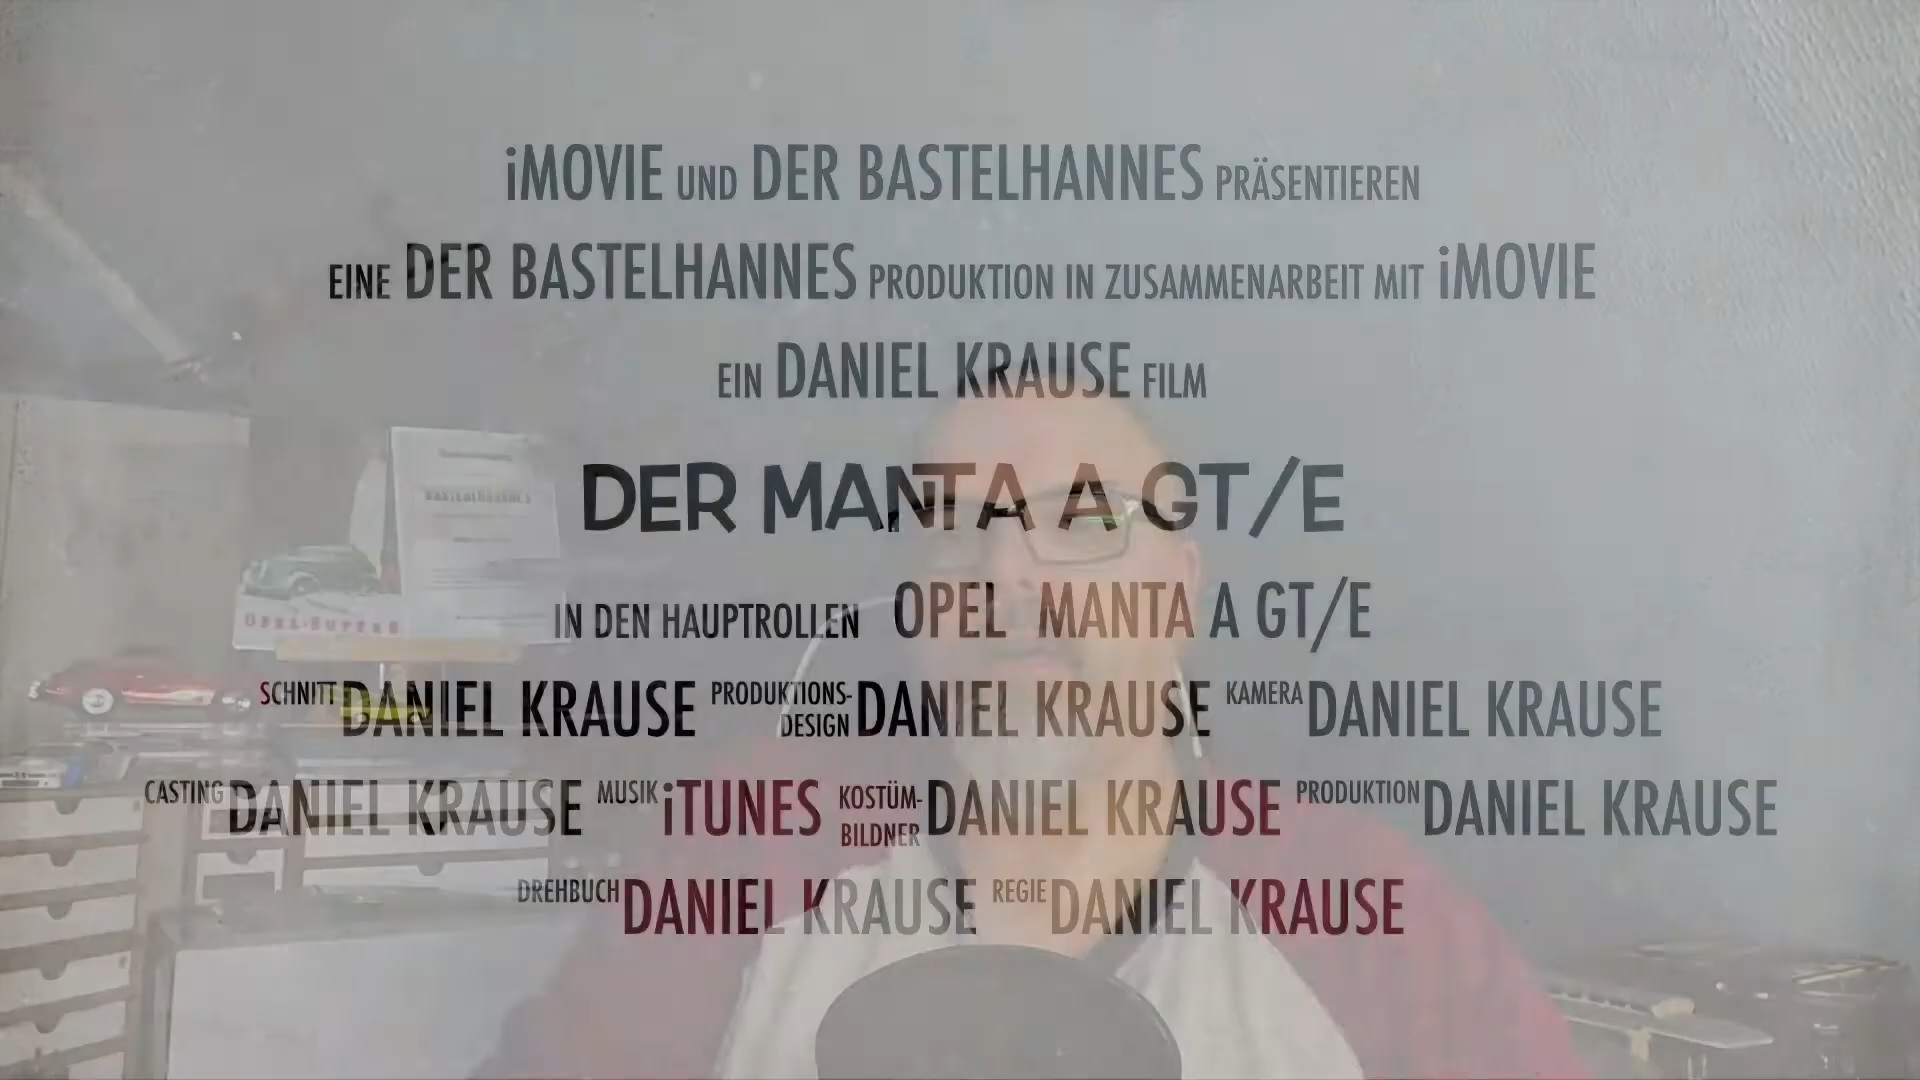 iMOVIE UND DER BASTELHANNES PRÄSENTIEREN
EINE DER BASTELHANNES PRODUKTION IN ZUSAMMENARBEIT MIT iMOVIE
EIN DANIEL KRAUSE FILM
DER MANTA A GT/E
IN DEN HAUPTROLLEN OPEL MANTA A GT/E
SCHNITT DANIEL KRAUSE PRODUKTIONS-DESIGN DANIEL KRAUSE KAMERA DANIEL KRAUSE
CASTING DANIEL KRAUSE MUSIK iTUNES KOSTÜM-BILDNER DANIEL KRAUSE PRODUKTION DANIEL KRAUSE
DREHBUCH DANIEL KRAUSE REGIE DANIEL KRAUSE